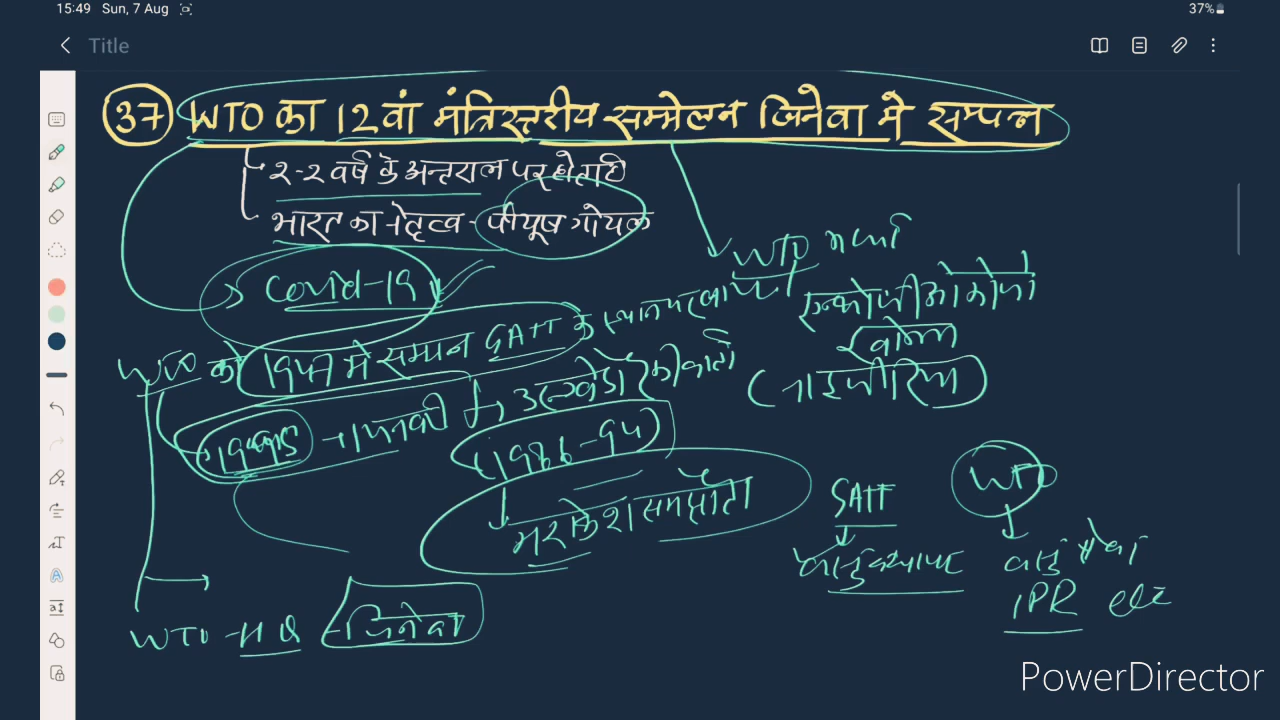 15:49 Sun, 7 Aug
37%
Title
37 WTO का 12वां मंत्रिस्तरीय सम्मेलन जिनेवा मे सम्पन्न
2-2 वर्ष के अन्तराल पर होता है
भारत का नेतृत्व - पीयूष गोयल
Covid-19
WTO
WTO को 1947 मे समान GATT के स्थान पर लाया
(नाइजीरिया)
1995
(1986-94)
मरकेश समझौता
GATT
WTO
वस्तु व्यापार
वस्तु सेवा
IPR etc
WTO - HQ - जिनेवा
PowerDirector